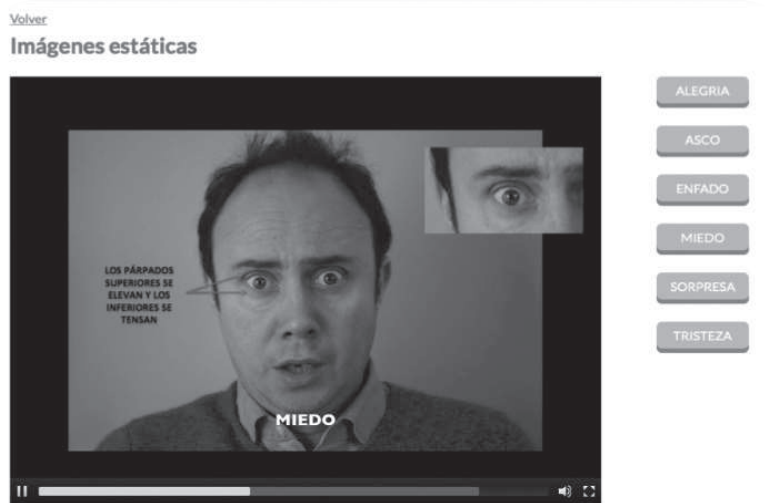 Volver
Imágenes estáticas
LOS PÁRPADOS
SUPERIORES SE
ELEVAN Y LOS
INFERIORES SE
TENSAN
MIEDO
ALEGRIA
ASCO
ENFADO
MIEDO
SORPRESA
TRISTEZA